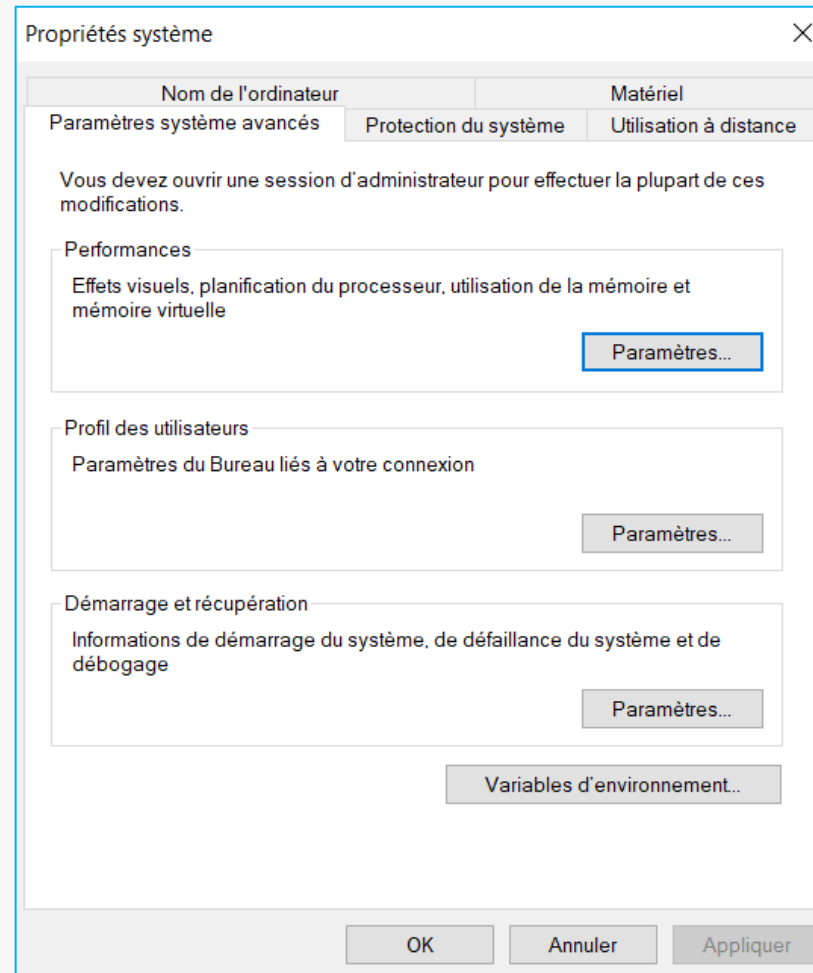 Propriétés système
Nom de l'ordinateur
Matériel
Paramètres système avancés
Protection du système
Utilisation à distance
Vous devez ouvrir une session d'administrateur pour effectuer la plupart de ces
modifications.
Performances
Effets visuels, planification du processeur, utilisation de la mémoire et
mémoire virtuelle
Paramètres...
Profil des utilisateurs
Paramètres du Bureau liés à votre connexion
Paramètres...
Démarrage et récupération
Informations de démarrage du système, de défaillance du système et de
débogage
Paramètres...
Variables d'environnement...
OK
Annuler
Appliquer